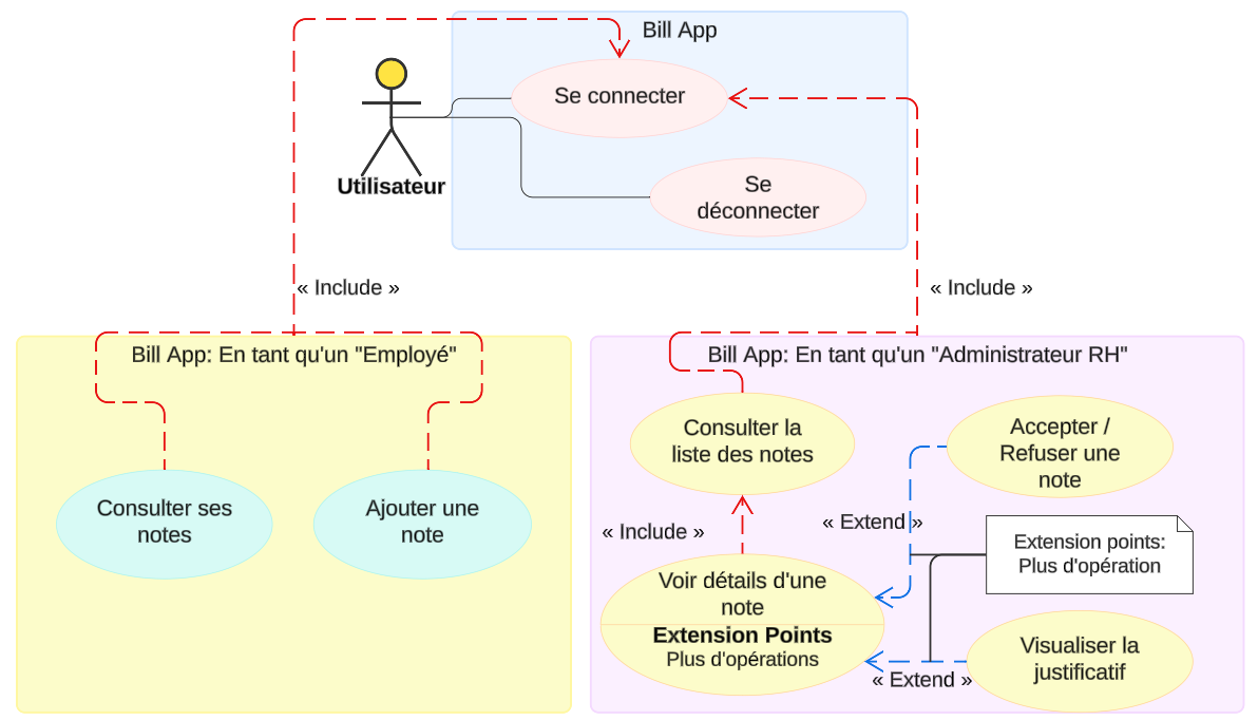 Bill App
Se connecter
Utilisateur
Se
déconnecter
« Include »
« Include »
Bill App: En tant qu'un "Employé"
Consulter ses
notes
Ajouter une
note
Bill App: En tant qu'un "Administrateur RH"
Consulter la
liste des notes
Accepter /
Refuser une
note
« Extend »
« Include »
Extension points:
Plus d'opération
Voir détails d'une
note
Extension Points
Plus d'opérations
Visualiser la
justificatif
« Extend »